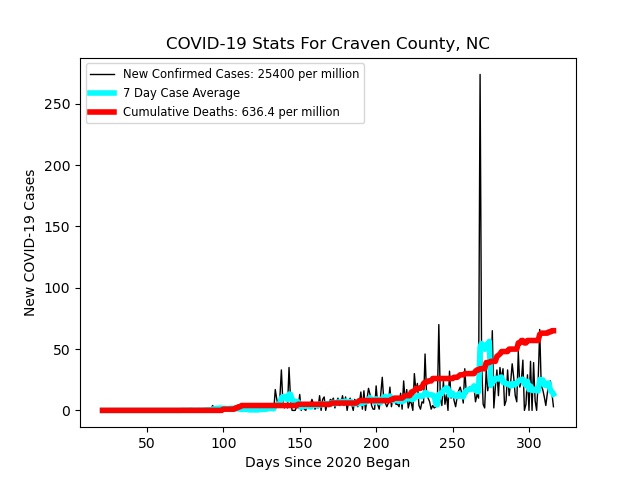 COVID-19 Stats For Craven County, NC
New Confirmed Cases: 25400 per million
7 Day Case Average
Cumulative Deaths: 636.4 per million
New COVID-19 Cases
250
200
150
100
50
0
50 100 150 200 250 300
Days Since 2020 Began